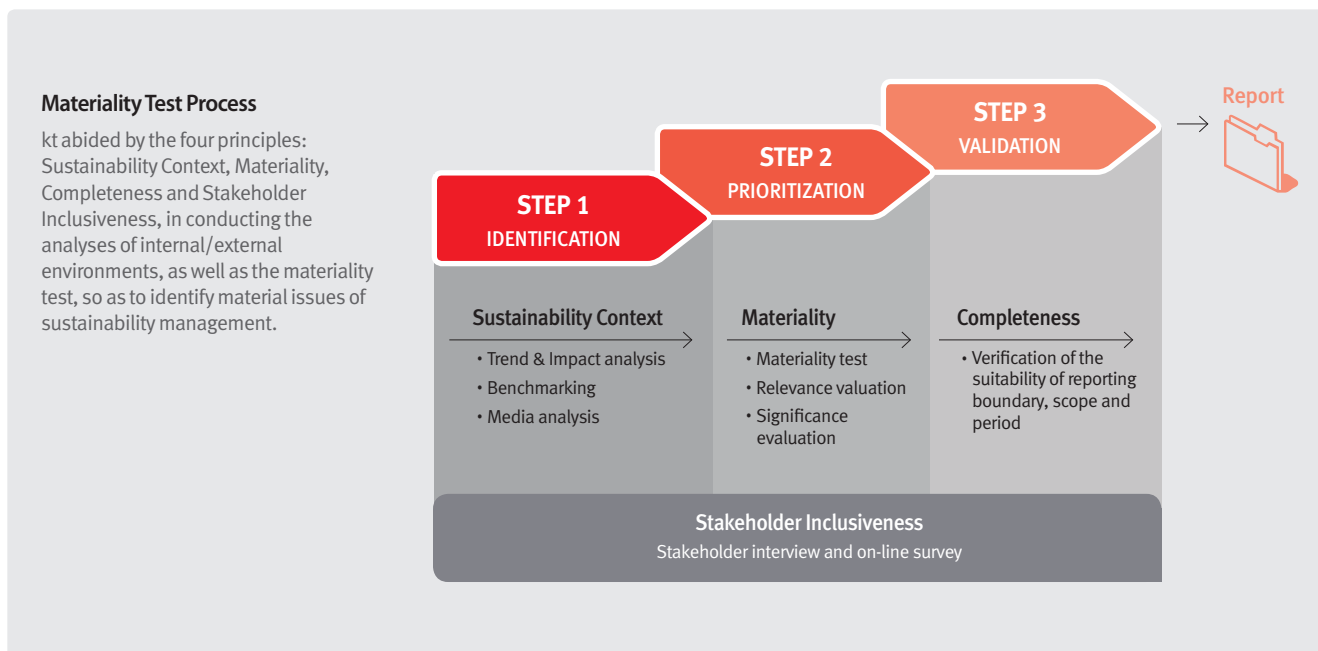 Materiality Test Process
kt abided by the four principles:
Sustainability Context, Materiality,
Completeness and Stakeholder
Inclusiveness, in conducting the
analyses of internal/external
environments, as well as the materiality
test, so as to identify material issues of
sustainability management.
STEP 1
IDENTIFICATION
STEP 2
PRIORITIZATION
STEP 3
VALIDATION
Report
Sustainability Context
• Trend & Impact analysis
• Benchmarking
• Media analysis
Materiality
• Materiality test
• Relevance valuation
• Significance
evaluation
Completeness
• Verification of the
suitability of reporting
boundary, scope and
period
Stakeholder Inclusiveness
Stakeholder interview and on-line survey